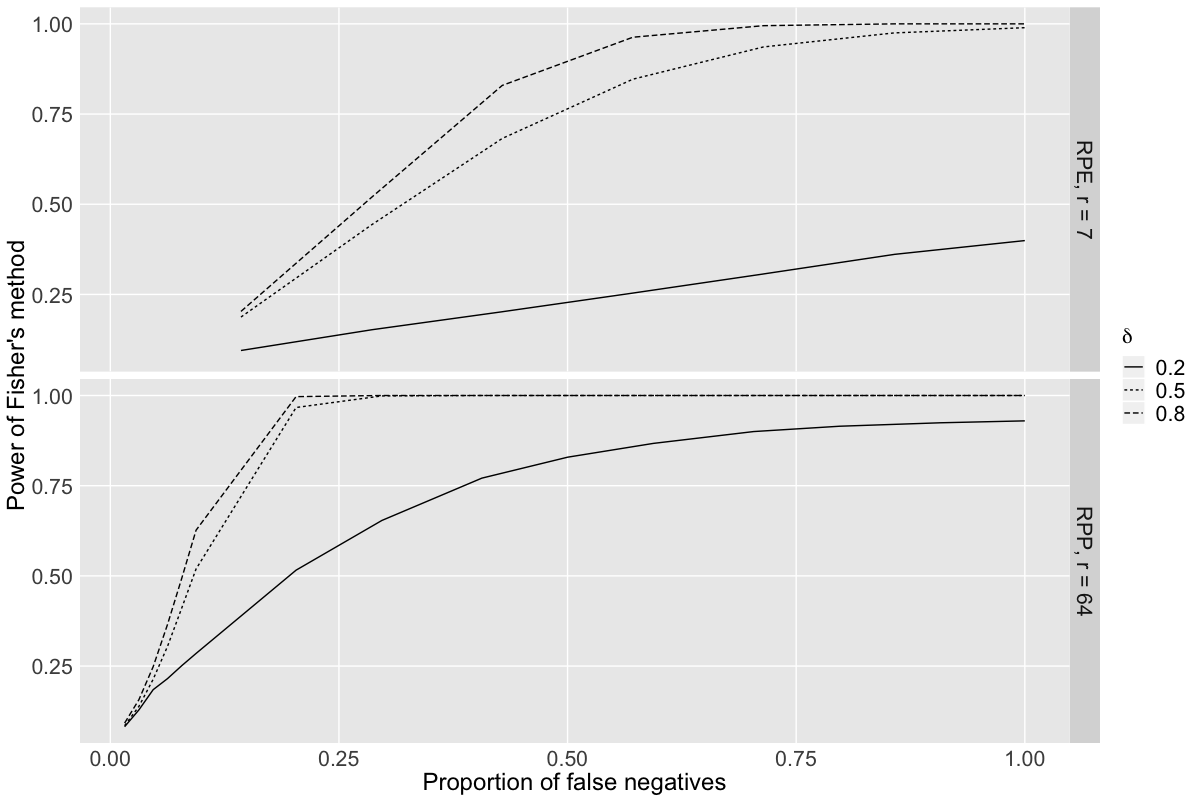 Power of Fisher's method
1.00
0.75
0.50
0.25
RPE, r = 7
1.00
0.75
0.50
0.25
RPP, r = 64
0.00 0.25 0.50 0.75 1.00
Proportion of false negatives
δ
0.2
0.5
0.8